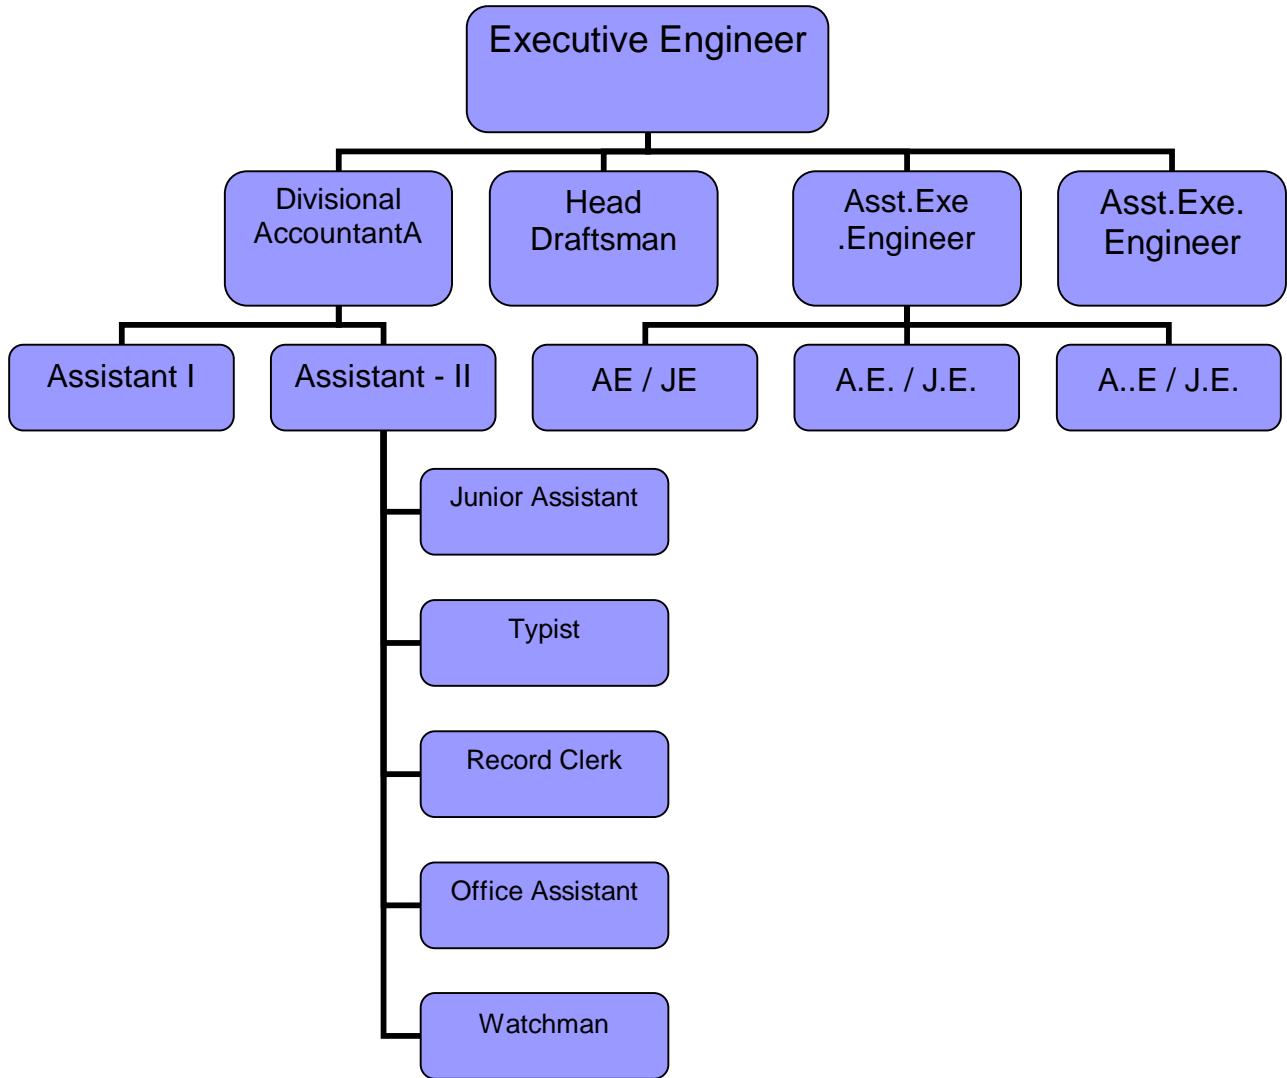 Executive Engineer
Divisional
AccountantA
Head
Draftsman
Asst.Exe
.Engineer
Asst.Exe.
Engineer
Assistant I
Assistant - II
AE / JE
A.E. / J.E.
A..E / J.E.
Junior Assistant
Typist
Record Clerk
Office Assistant
Watchman